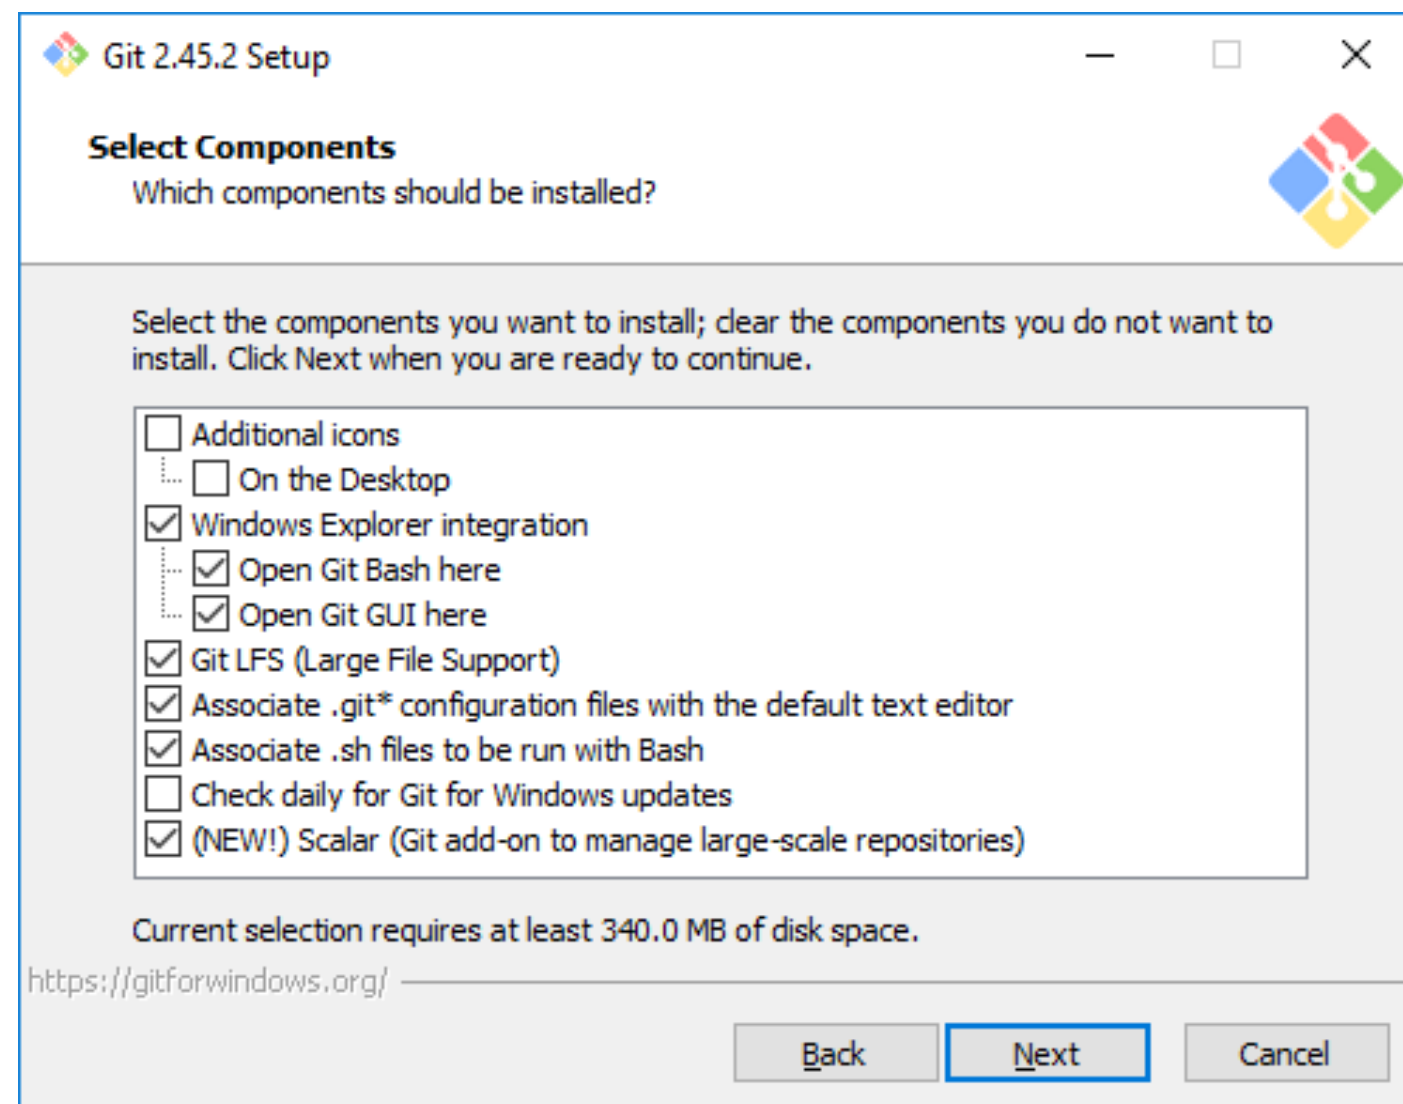 Git 2.45.2 Setup
Select Components
Which components should be installed?
Select the components you want to install; clear the components you do not want to
install. Click Next when you are ready to continue.
Additional icons
On the Desktop
Windows Explorer integration
Open Git Bash here
Open Git GUI here
Git LFS (Large File Support)
Associate .git* configuration files with the default text editor
Associate .sh files to be run with Bash
Check daily for Git for Windows updates
(NEW!) Scalar (Git add-on to manage large-scale repositories)
Current selection requires at least 340.0 MB of disk space.
https://gitforwindows.org/
Back
Next
Cancel